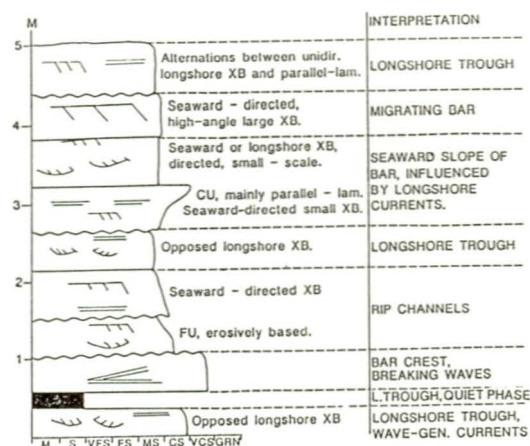 M
INTERPRETATION
5
Alternations between unidir.
longshore XB and parallel-lam.
LONGSHORE TROUGH
Seaward - directed,
high-angle large XB.
MIGRATING BAR
4
Seaward or longshore XB,
directed, small - scale.
SEAWARD SLOPE OF
BAR, INFLUENCED
BY LONGSHORE
CURRENTS.
CU, mainly parallel - lam.
Seaward-directed small XB.
3
Opposed longshore XB.
LONGSHORE TROUGH
2
Seaward - directed XB
RIP CHANNELS
FU, erosively based.
1
BAR CREST,
BREAKING WAVES
L.TROUGH,QUIET PHASE
Opposed longshore XB
LONGSHORE TROUGH,
WAVE-GEN. CURRENTS
M S VFS FS MS CS VCS GRN